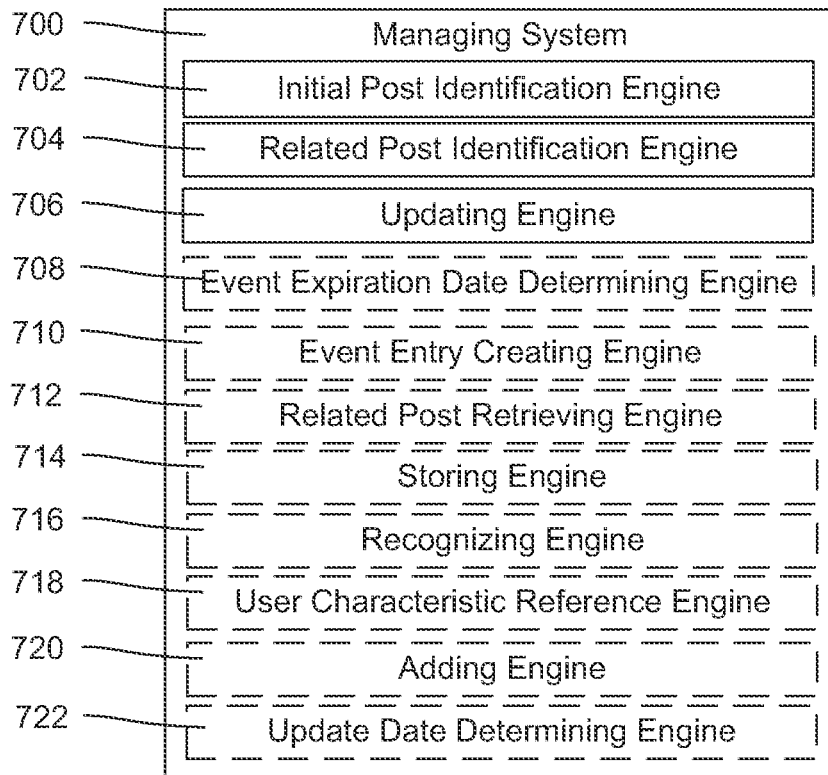 700 Managing System
702 Initial Post Identification Engine
704 Related Post Identification Engine
706 Updating Engine
708 Event Expiration Date Determining Engine
710 Event Entry Creating Engine
712 Related Post Retrieving Engine
714 Storing Engine
716 Recognizing Engine
718 User Characteristic Reference Engine
720 Adding Engine
722 Update Date Determining Engine